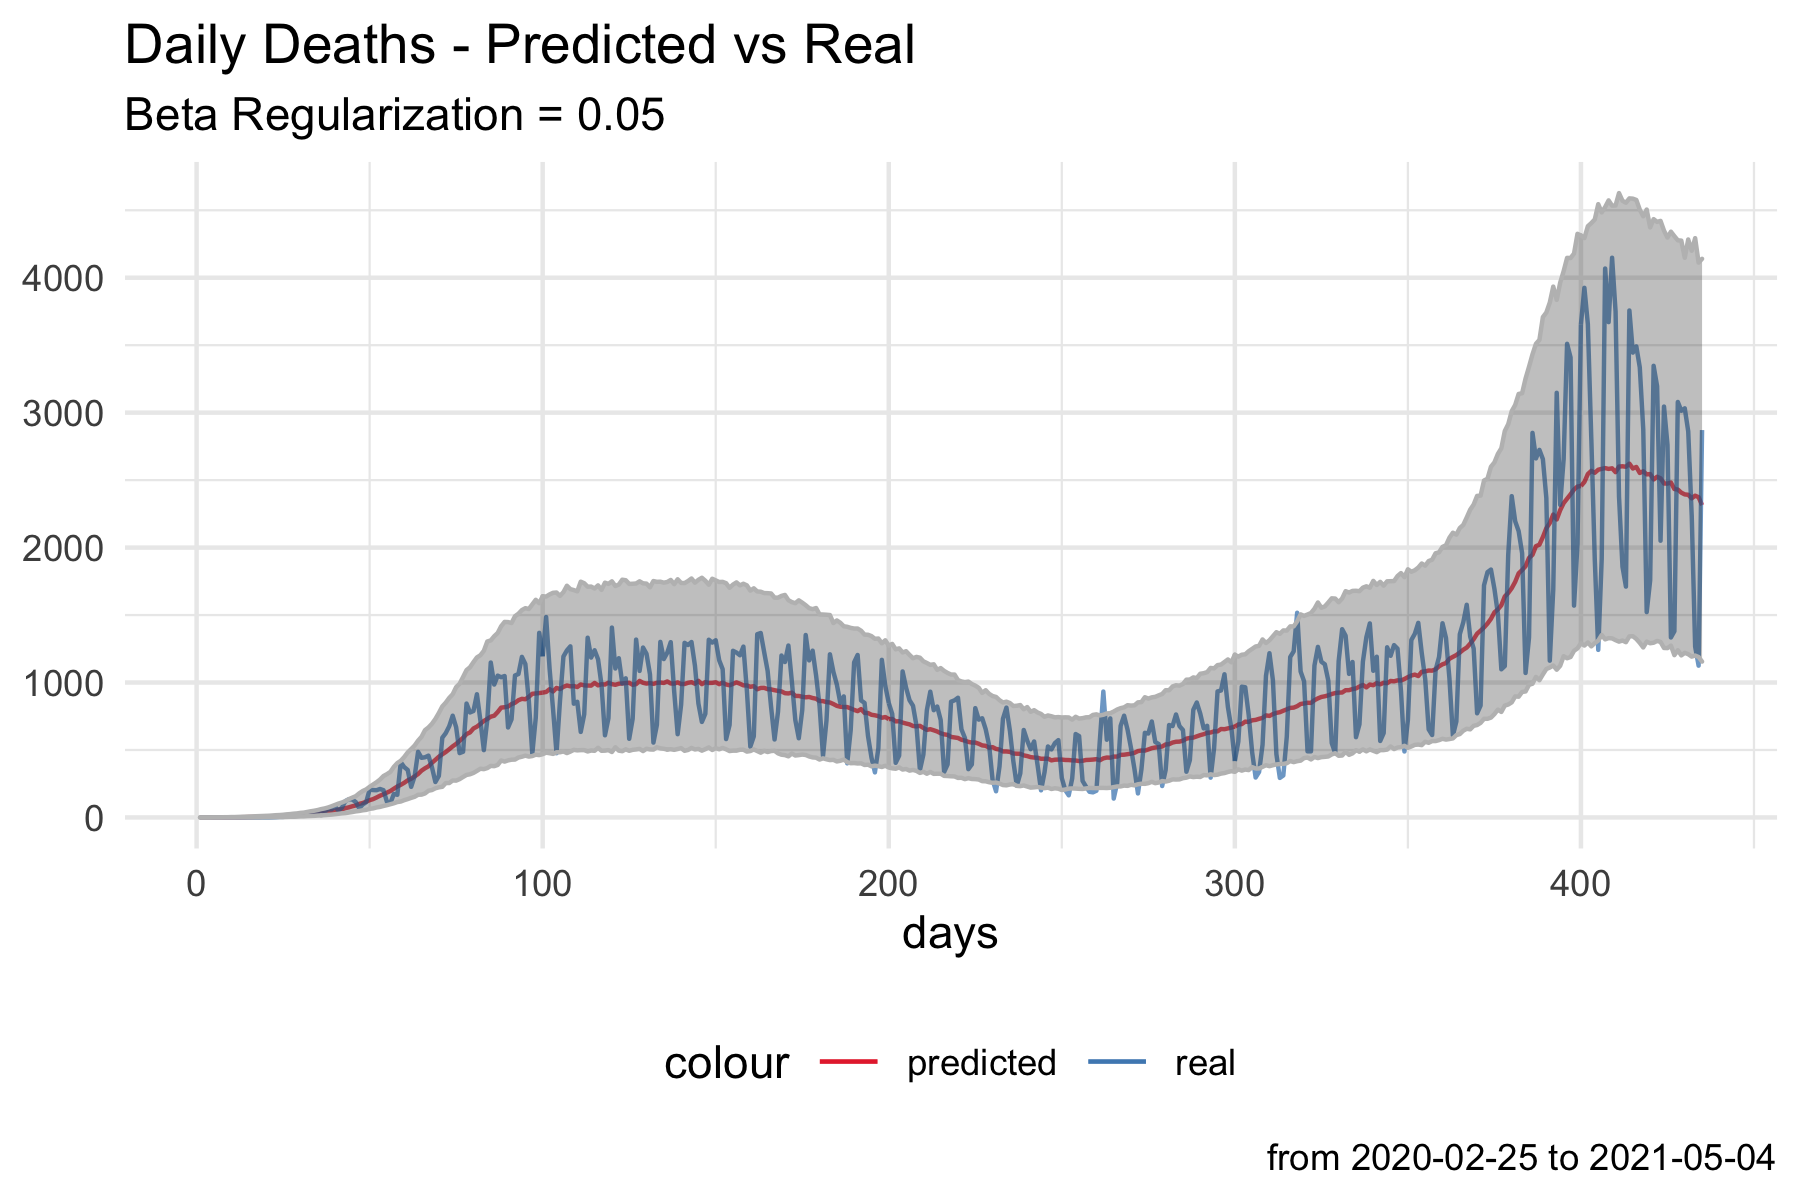 Daily Deaths - Predicted vs Real
Beta Regularization = 0.05
4000
3000
2000
1000
0
0 100 200 300 400
days
colour predicted real
from 2020-02-25 to 2021-05-04